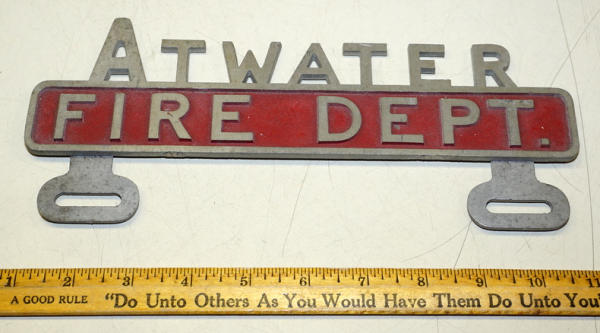 ATWATER
FIRE DEPT.
1 2 3 4 5 6 7 8 9 10 11
A GOOD RULE "Do Unto Others As You Would Have Them Do Unto You"